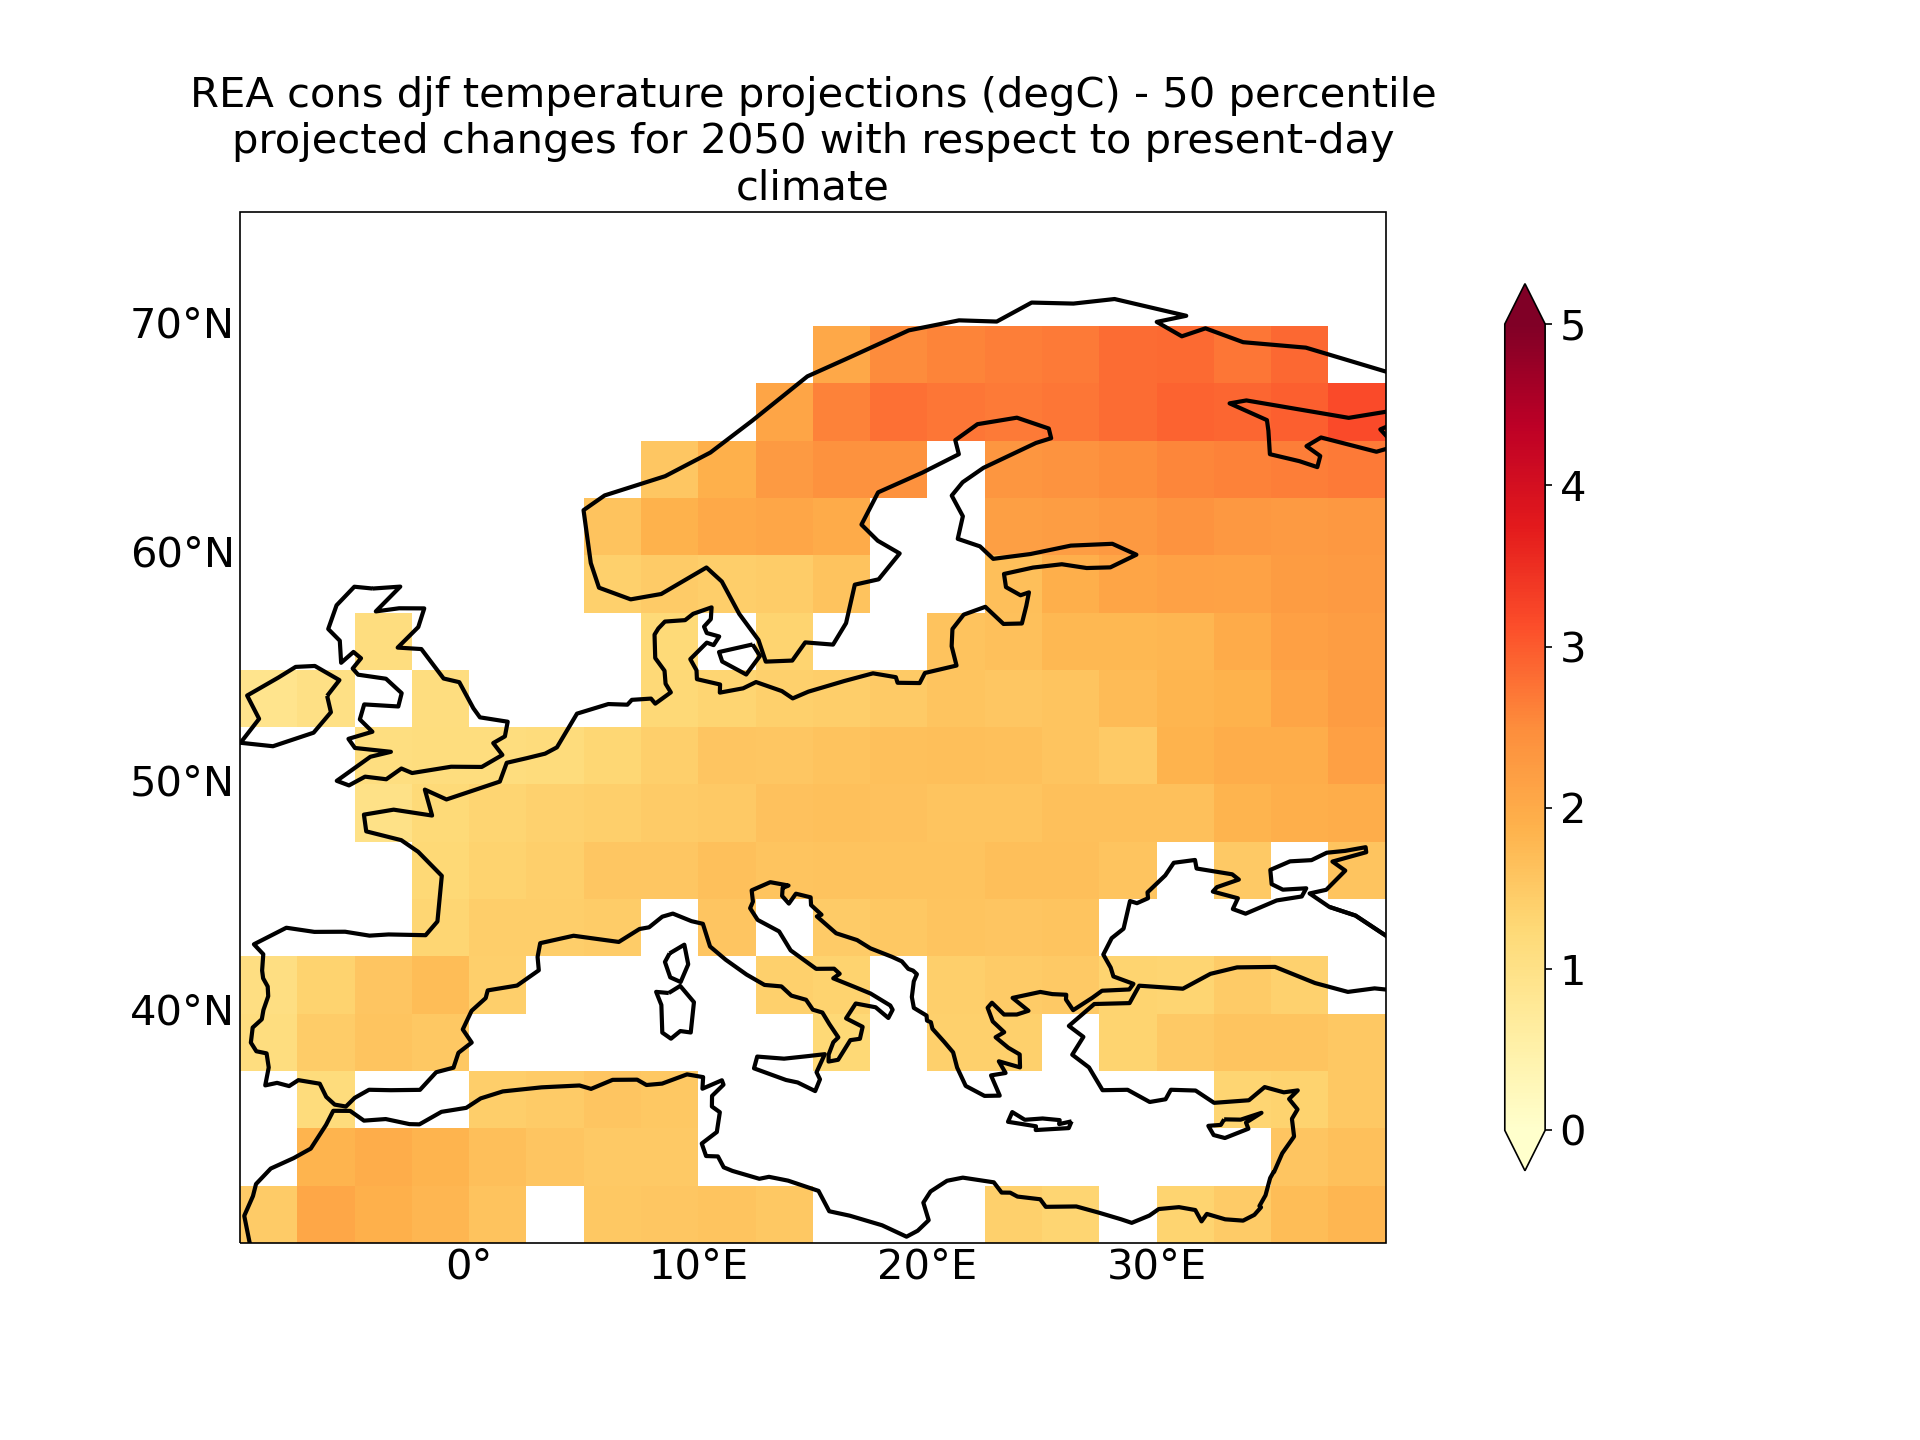 REA cons djf temperature projections (degC) - 50 percentile
projected changes for 2050 with respect to present-day
climate
70°N
60°N
50°N
40°N
0°
10°E
20°E
30°E
5
4
3
2
1
0